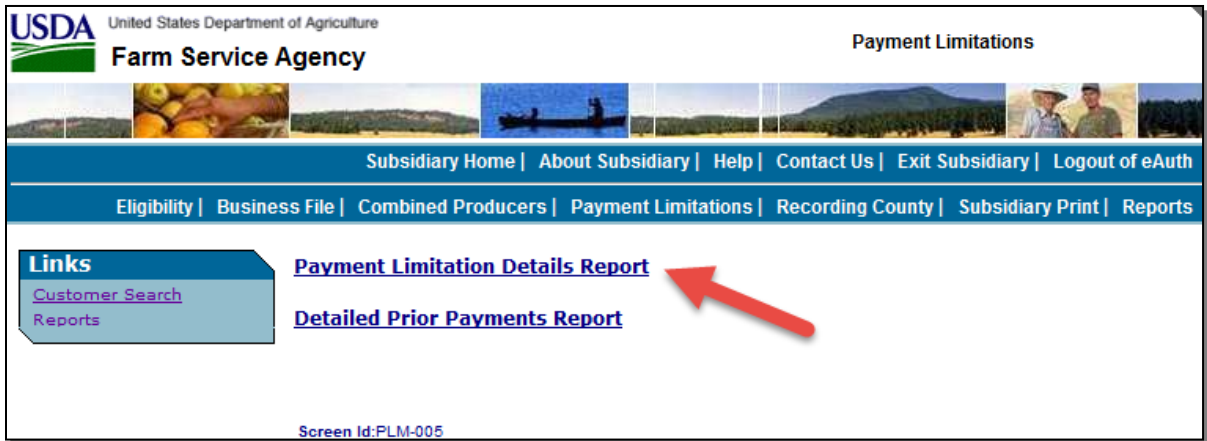 USDA
United States Department of Agriculture
Farm Service Agency
Payment Limitations
Subsidiary Home | About Subsidiary | Help | Contact Us | Exit Subsidiary | Logout of eAuth
Eligibility | Business File | Combined Producers | Payment Limitations | Recording County | Subsidiary Print | Reports
Links
Customer Search
Reports
Payment Limitation Details Report
Detailed Prior Payments Report
Screen Id:PLM-005